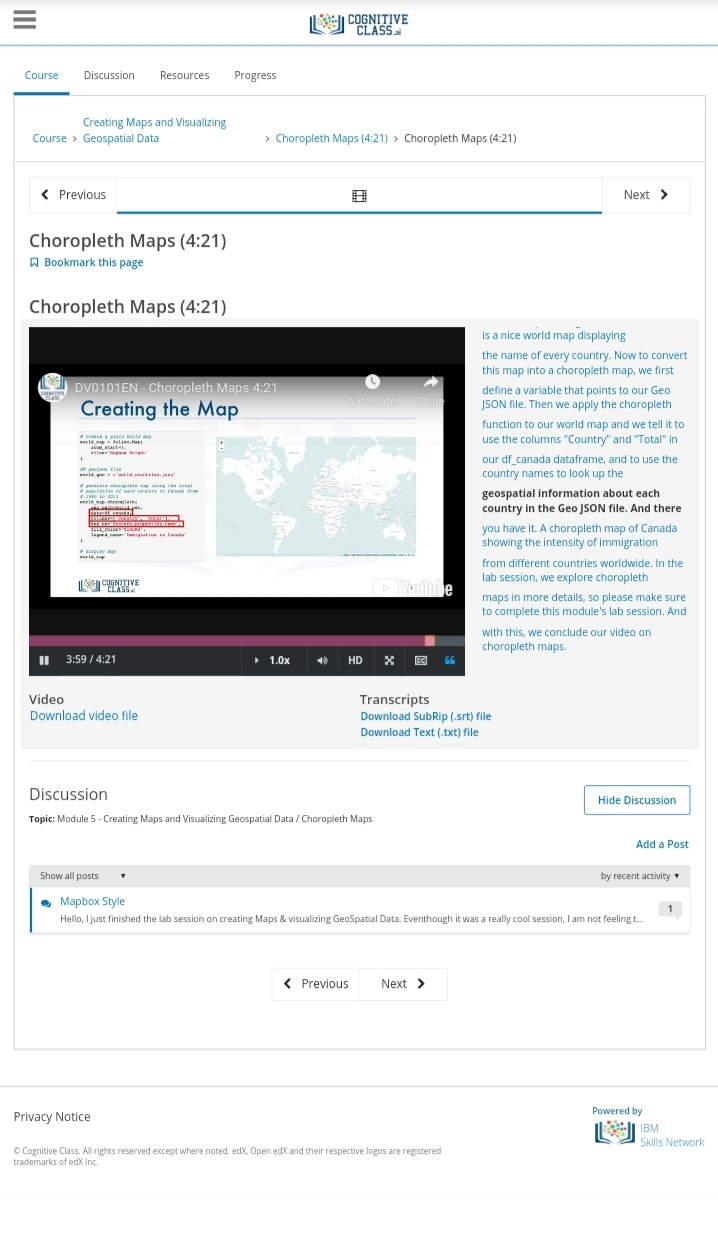 COGNITIVE
CLASS.ai
Course
Discussion
Resources
Progress
Course > Creating Maps and Visualizing Geospatial Data > Choropleth Maps (4:21) > Choropleth Maps (4:21)
Previous
Next
Choropleth Maps (4:21)
Bookmark this page
Choropleth Maps (4:21)
DV0101EN - Choropleth Maps 4:21
Watch later
Share
Creating the Map
# create a plain world map
world_map = folium.Map(
zoom_start=2,
tiles='Mapbox Bright'
)
## geojson file
world_geo = r'world_countries.json'
# generate choropleth map using the total
# population of each country to Canada from
# 1980 to 2013
world_map.choropleth(
geo_path=world_geo,
data=df_canada,
columns=['Country', 'Total'],
key_on='feature.properties.name',
legend_name='Immigration to Canada'
)
# display map
world_map
COGNITIVE
CLASS.ai
YouTube
3:59 / 4:21
1.0x
HD
CC
is a nice world map displaying
the name of every country. Now to convert
this map into a choropleth map, we first
define a variable that points to our Geo
JSON file. Then we apply the choropleth
function to our world map and we tell it to
use the columns "Country" and "Total" in
our df_canada dataframe, and to use the
country names to look up the
geospatial information about each
country in the Geo JSON file. And there
you have it. A choropleth map of Canada
showing the intensity of immigration
from different countries worldwide. In the
lab session, we explore choropleth
maps in more details, so please make sure
to complete this module's lab session. And
with this, we conclude our video on
choropleth maps.
Video
Download video file
Transcripts
Download SubRip (.srt) file
Download Text (.txt) file
Discussion
Hide Discussion
Topic: Module 5 - Creating Maps and Visualizing Geospatial Data / Choropleth Maps
Add a Post
Show all posts
by recent activity
Mapbox Style
Hello, I just finished the lab session on creating Maps & visualizing GeoSpatial Data. Eventhough it was a really cool session, I am not feeling t...
1
Previous
Next
Privacy Notice
Powered by
IBM
Skills Network
© Cognitive Class. All rights reserved except where noted. edX, Open edX and their respective logos are registered
trademarks of edX Inc.